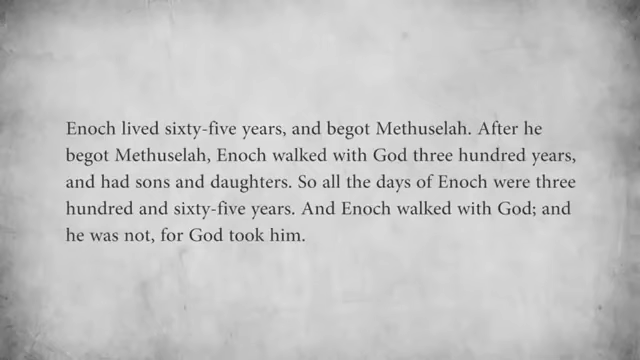 Enoch lived sixty-five years, and begot Methuselah. After he
begot Methuselah, Enoch walked with God three hundred years,
and had sons and daughters. So all the days of Enoch were three
hundred and sixty-five years. And Enoch walked with God; and
he was not, for God took him.